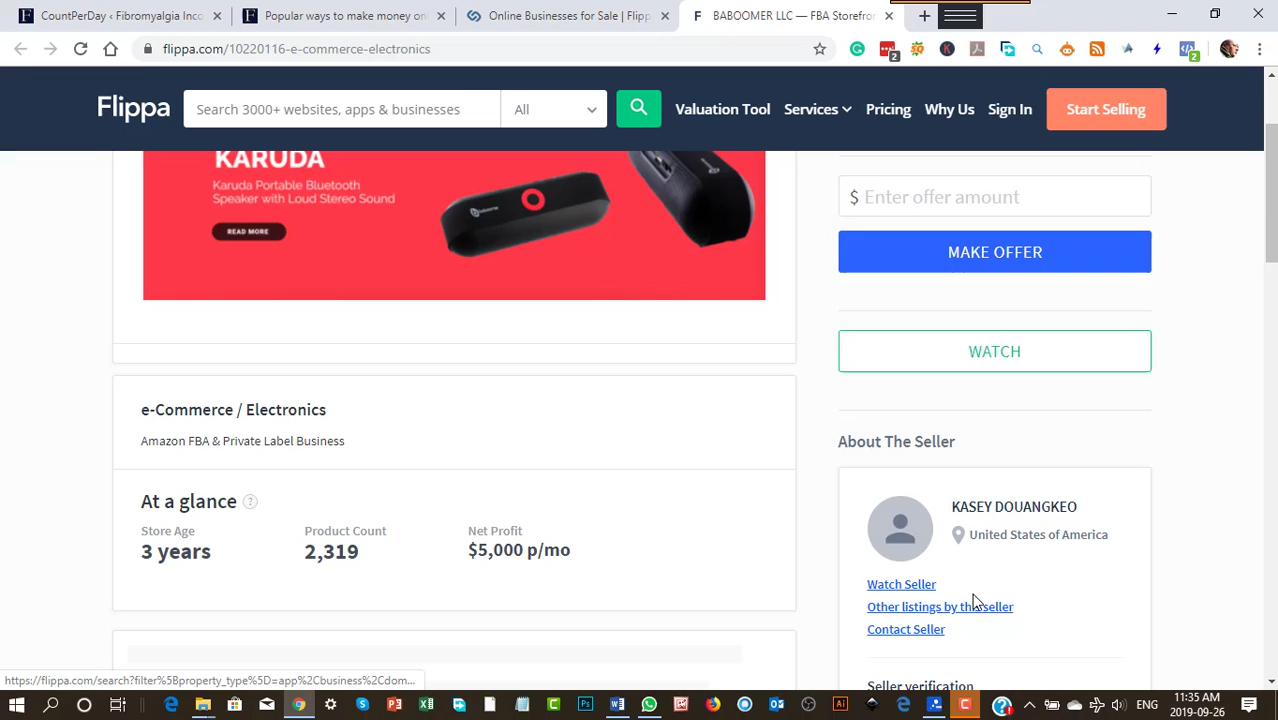 CountPerDay ‹ Fibromyalgia Inco
Popular ways to make money on
Online Businesses for Sale | Flipp
BABOOMER LLC — FBA Storefron
flippa.com/10220116-e-commerce-electronics
2
2
Flippa
Search 3000+ websites, apps & businesses
All
Valuation Tool
Services
Pricing
Why Us
Sign In
Start Selling
KARUDA
Karuda Portable Bluetooth
Speaker with Loud Stereo Sound
READ MORE
$ Enter offer amount
MAKE OFFER
WATCH
e-Commerce / Electronics
Amazon FBA & Private Label Business
At a glance ?
Store Age
3 years
Product Count
2,319
Net Profit
$5,000 p/mo
About The Seller
KASEY DOUANGKEO
United States of America
Watch Seller
Other listings by this seller
Contact Seller
Seller verification
https://flippa.com/search?filter%5Bproperty_type%5D=app%2Cbusiness%2Cdom...
11:35 AM
2019-09-26